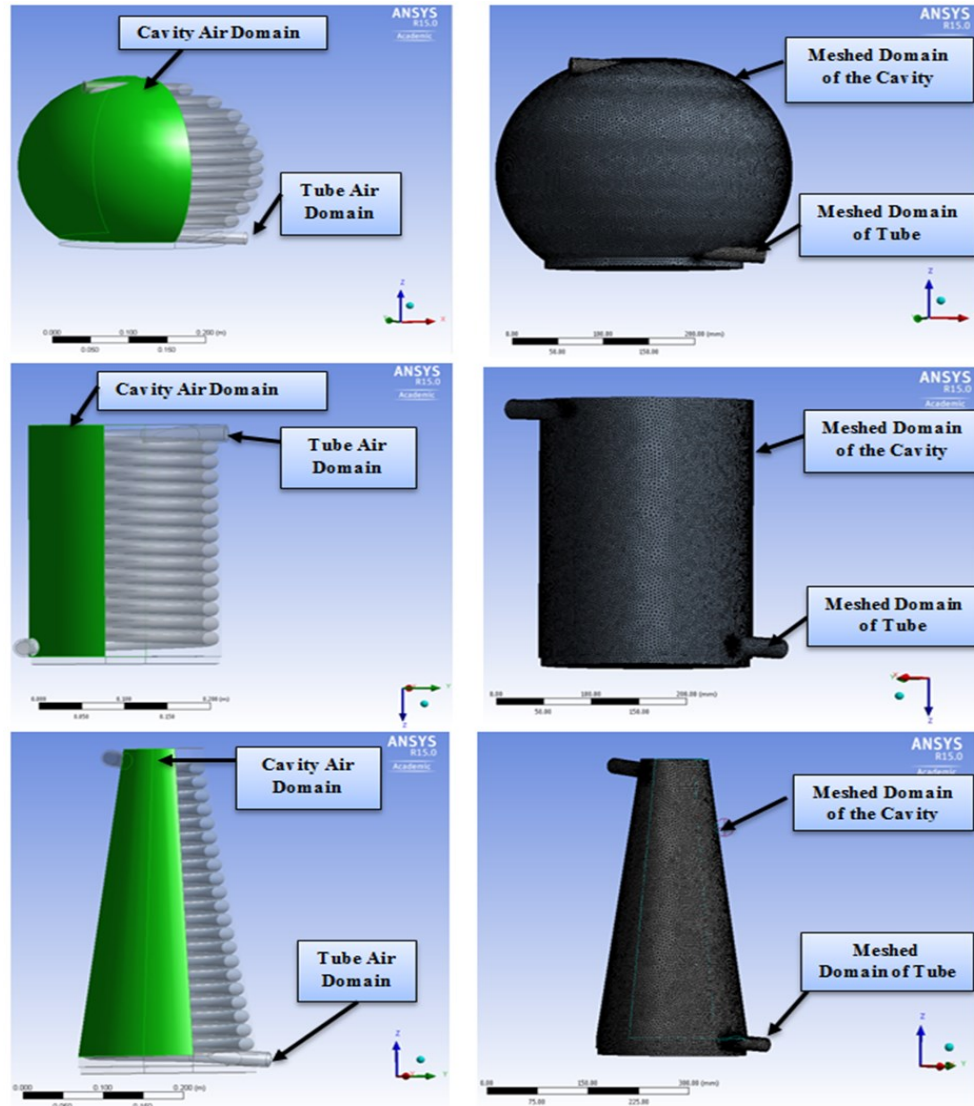 ANSYS
R15.0
Academic
Cavity Air Domain
Tube Air
Domain
Z
X
0.000
0.100
0.200 (m)
0.050
0.150
ANSYS
R15.0
Academic
Meshed Domain
of the Cavity
Meshed Domain
of Tube
Z
X
0.00
100.00
200.00 (mm)
50.00
150.00
ANSYS
R15.0
Academic
Cavity Air Domain
Tube Air
Domain
Y
Z
0.000
0.100
0.200 (m)
0.050
0.150
ANSYS
R15.0
Academic
Meshed Domain
of the Cavity
Meshed Domain
of Tube
Z
0.00
100.00
200.00 (mm)
50.00
150.00
ANSYS
R15.0
Academic
Cavity Air
Domain
Tube Air
Domain
Z
Y
0.000
0.100
0.200 (m)
ANSYS
R15.0
Academic
Meshed Domain
of the Cavity
Meshed
Domain of Tube
Z
Y
0.00
150.00
300.00 (mm)
75.00
225.00